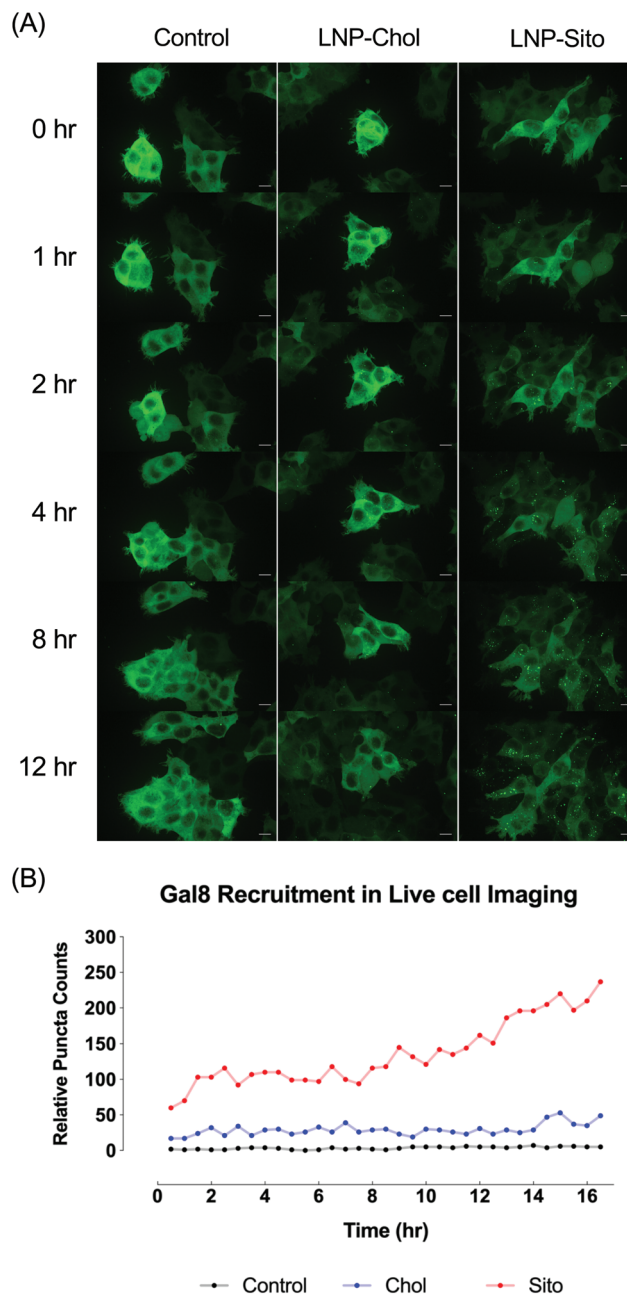 (A)
Control LNP-Chol LNP-Sito
0 hr
1 hr
2 hr
4 hr
8 hr
12 hr
(B)
Gal8 Recruitment in Live cell Imaging
Relative Puncta Counts
300
250
200
150
100
50
0
0 2 4 6 8 10 12 14 16
Time (hr)
Control Chol Sito